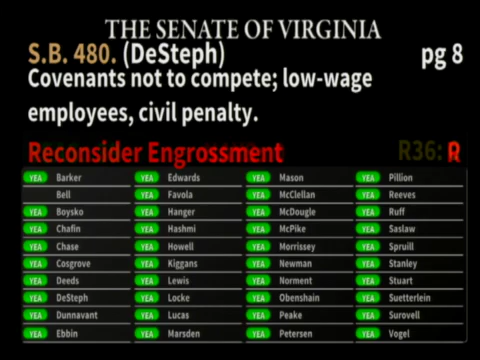 THE SENATE OF VIRGINIA
S.B. 480. (DeSteph) pg 8
Covenants not to compete; low-wage
employees, civil penalty.
Reconsider Engrossment R36: R
YEA Barker YEA Edwards YEA Mason YEA Pillion
Bell YEA Favola YEA McClellan YEA Reeves
YEA Boysko YEA Hanger YEA McDougle YEA Ruff
YEA Chafin YEA Hashmi YEA McPike YEA Saslaw
YEA Chase YEA Howell YEA Morrissey YEA Spruill
YEA Cosgrove YEA Kiggans YEA Newman YEA Stanley
YEA Deeds YEA Lewis YEA Norment YEA Stuart
YEA DeSteph YEA Locke YEA Obenshain YEA Suetterlein
YEA Dunnavant YEA Lucas YEA Peake YEA Surovell
YEA Ebbin YEA Marsden YEA Petersen YEA Vogel